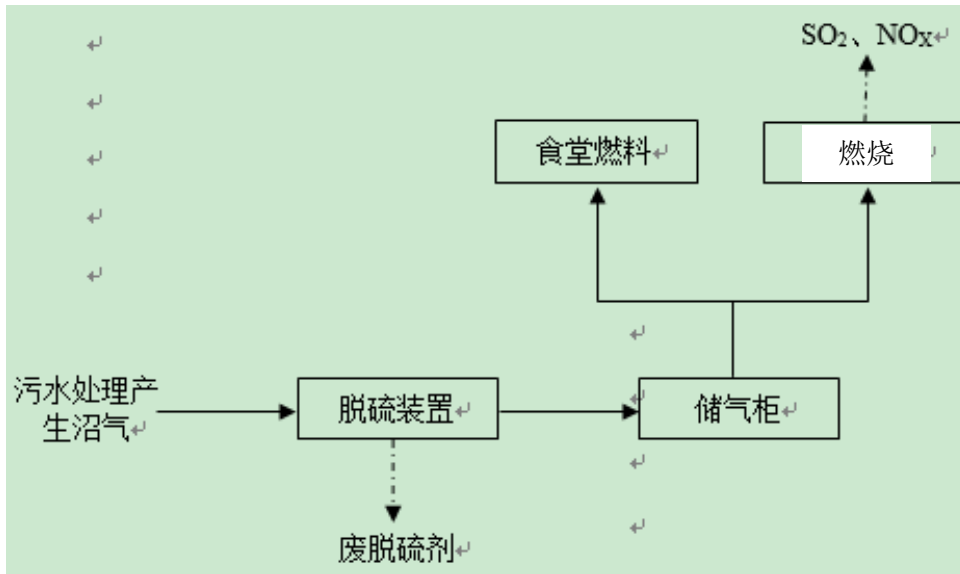 SO₂、NOX
食堂燃料
燃烧
污水处理产
生沼气
脱硫装置
储气柜
废脱硫剂